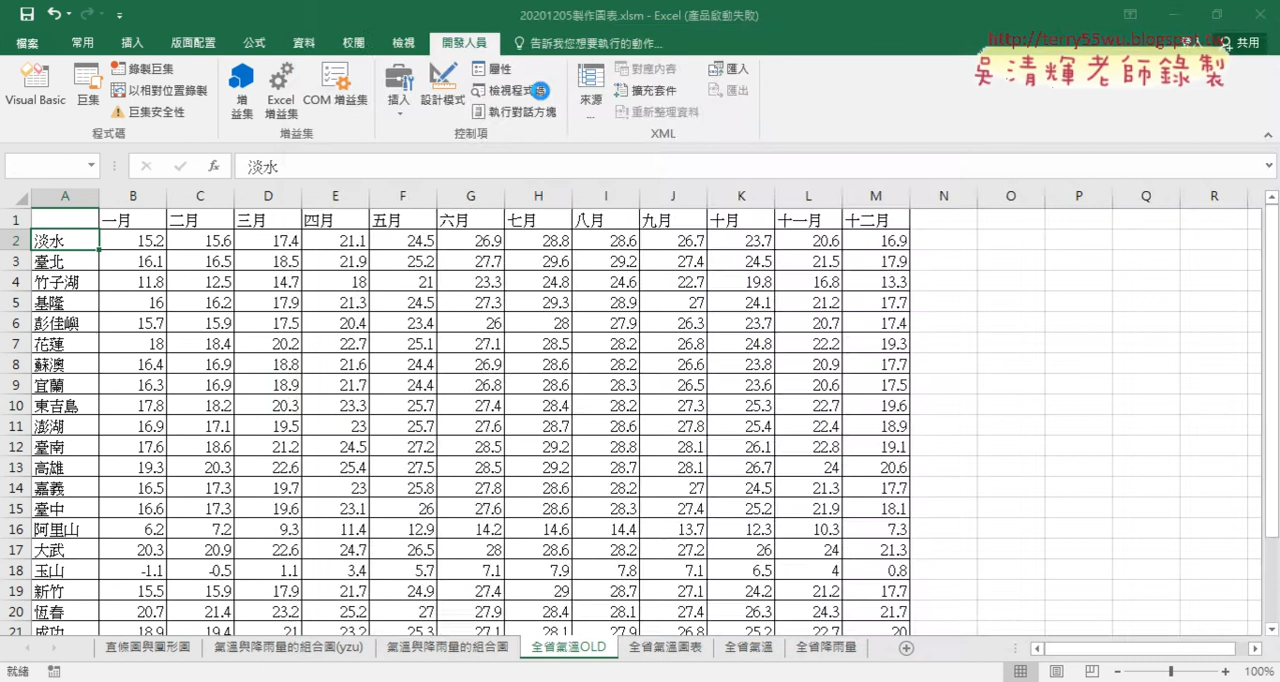 20201205製作圖表.xlsm - Excel (產品啟動失敗)
檔案 常用 插入 版面配置 公式 資料 校閱 檢視 開發人員 告訴我您想要執行的動作... 共用
http://terry55wu.blogspot.tw
吳清輝老師錄製
Visual Basic 巨集 錄製巨集 以相對位置錄製 巨集安全性 程式碼
增益集 Excel 增益集 COM 增益集 增益集
插入 設計模式 屬性 檢視程式碼 執行對話方塊 控制項
來源... 對應內容 擴充套件 重新整理資料 匯入 匯出 XML
fx 淡水
A B C D E F G H I J K L M N O P Q R
1 一月 二月 三月 四月 五月 六月 七月 八月 九月 十月 十一月 十二月
2 淡水 15.2 15.6 17.4 21.1 24.5 26.9 28.8 28.6 26.7 23.7 20.6 16.9
3 臺北 16.1 16.5 18.5 21.9 25.2 27.7 29.6 29.2 27.4 24.5 21.5 17.9
4 竹子湖 11.8 12.5 14.7 18 21 23.3 24.8 24.6 22.7 19.8 16.8 13.3
5 基隆 16 16.2 17.9 21.3 24.5 27.3 29.3 28.9 27 24.1 21.2 17.7
6 彭佳嶼 15.7 15.9 17.5 20.4 23.4 26 28 27.9 26.3 23.7 20.7 17.4
7 花蓮 18 18.4 20.2 22.7 25.1 27.1 28.5 28.2 26.8 24.8 22.2 19.3
8 蘇澳 16.4 16.9 18.8 21.6 24.4 26.9 28.6 28.2 26.6 23.8 20.9 17.7
9 宜蘭 16.3 16.9 18.9 21.7 24.4 26.8 28.6 28.3 26.5 23.6 20.6 17.5
10 東吉島 17.8 18.2 20.3 23.3 25.7 27.4 28.4 28.2 27.3 25.3 22.7 19.6
11 澎湖 16.9 17.1 19.5 23 25.7 27.6 28.7 28.6 27.8 25.4 22.4 18.9
12 臺南 17.6 18.6 21.2 24.5 27.2 28.5 29.2 28.8 28.1 26.1 22.8 19.1
13 高雄 19.3 20.3 22.6 25.4 27.5 28.5 29.2 28.7 28.1 26.7 24 20.6
14 嘉義 16.5 17.3 19.7 23 25.8 27.8 28.6 28.2 27 24.5 21.3 17.7
15 臺中 16.6 17.3 19.6 23.1 26 27.6 28.6 28.3 27.4 25.2 21.9 18.1
16 阿里山 6.2 7.2 9.3 11.4 12.9 14.2 14.6 14.4 13.7 12.3 10.3 7.3
17 大武 20.3 20.9 22.6 24.7 26.5 28 28.6 28.2 27.2 26 24 21.3
18 玉山 -1.1 -0.5 1.1 3.4 5.7 7.1 7.9 7.8 7.1 6.5 4 0.8
19 新竹 15.5 15.9 17.9 21.7 24.9 27.4 29 28.7 27.1 24.2 21.2 17.7
20 恆春 20.7 21.4 23.2 25.2 27 27.9 28.4 28.1 27.4 26.3 24.3 21.7
21 成功 18.9 19.4 21 23.2 25.3 27.1 28.1 27.9 26.8 25.2 22.7 20
直條圖與圓形圖 氣溫與降雨量的組合圖(yzu) 氣溫與降雨量的組合圖 全省氣溫OLD 全省氣溫圖表 全省氣溫 全省降雨量
就緒 100%